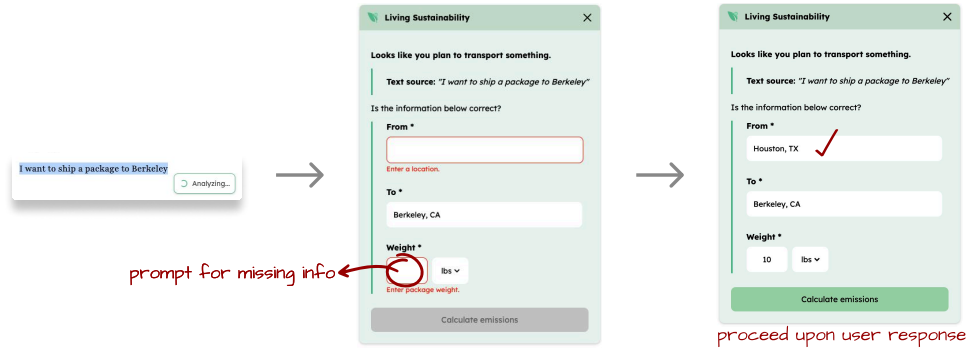 I want to ship a package to Berkeley
Analyzing...
prompt for missing info
Living Sustainability
Looks like you plan to transport something.
Text source: "I want to ship a package to Berkeley"
Is the information below correct?
From *
Enter a location.
To *
Berkeley, CA
Weight *
lbs
Enter package weight.
Calculate emissions
Living Sustainability
Looks like you plan to transport something.
Text source: "I want to ship a package to Berkeley"
Is the information below correct?
From *
Houston, TX
To *
Berkeley, CA
Weight *
10 lbs
Calculate emissions
proceed upon user response